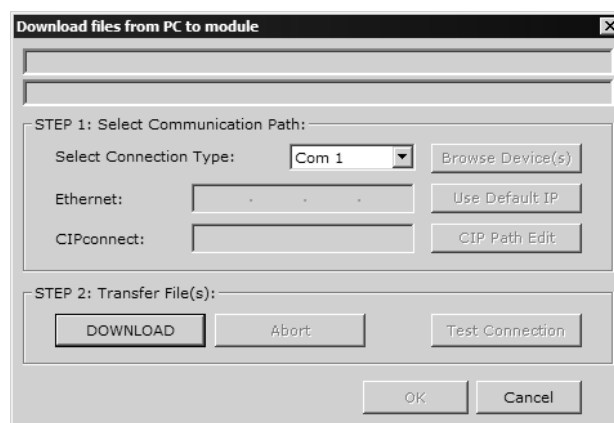 Download files from PC to module
STEP 1: Select Communication Path:
Select Connection Type: Com 1 Browse Device(s)
Ethernet: . . . Use Default IP
CIPconnect: CIP Path Edit
STEP 2: Transfer File(s):
DOWNLOAD Abort Test Connection
OK Cancel